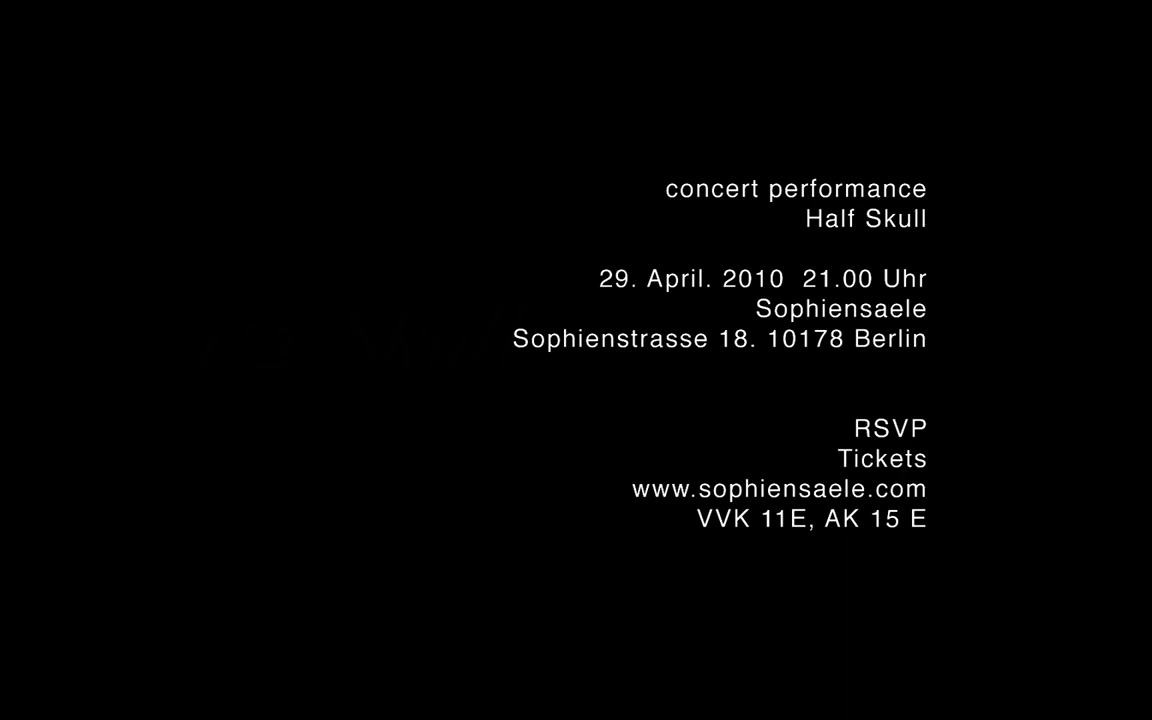 concert performance
Half Skull
29. April. 2010 21.00 Uhr
Sophiensaele
Sophienstrasse 18. 10178 Berlin
RSVP
Tickets
www.sophiensaele.com
VVK 11E, AK 15 E